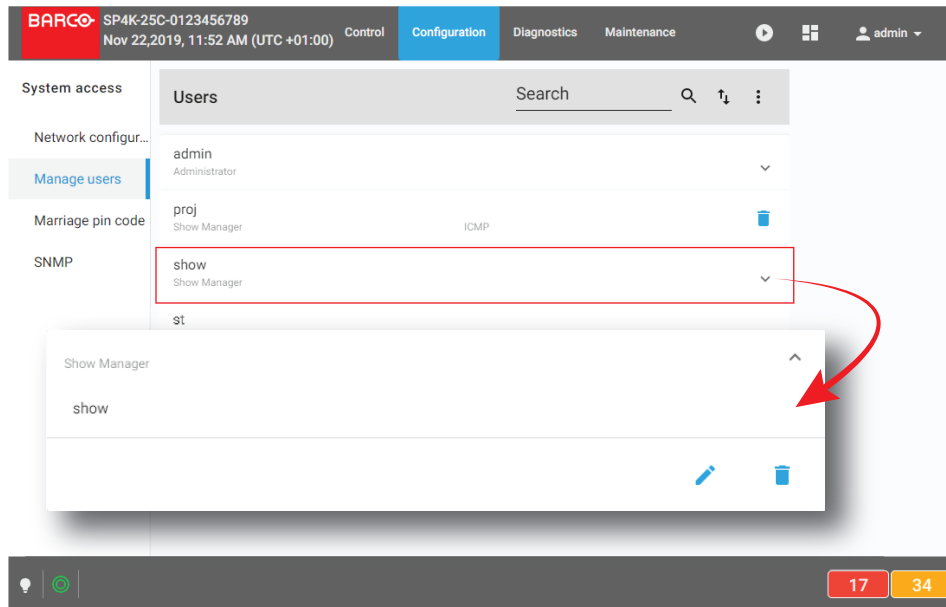 BARCO SP4K-25C-0123456789
Nov 22,2019, 11:52 AM (UTC +01:00)
Control Configuration Diagnostics Maintenance admin
System access
Network configur...
Manage users
Marriage pin code
SNMP
Users Search
admin
Administrator
proj
Show Manager ICMP
show
Show Manager
st
Show Manager
show
17 34